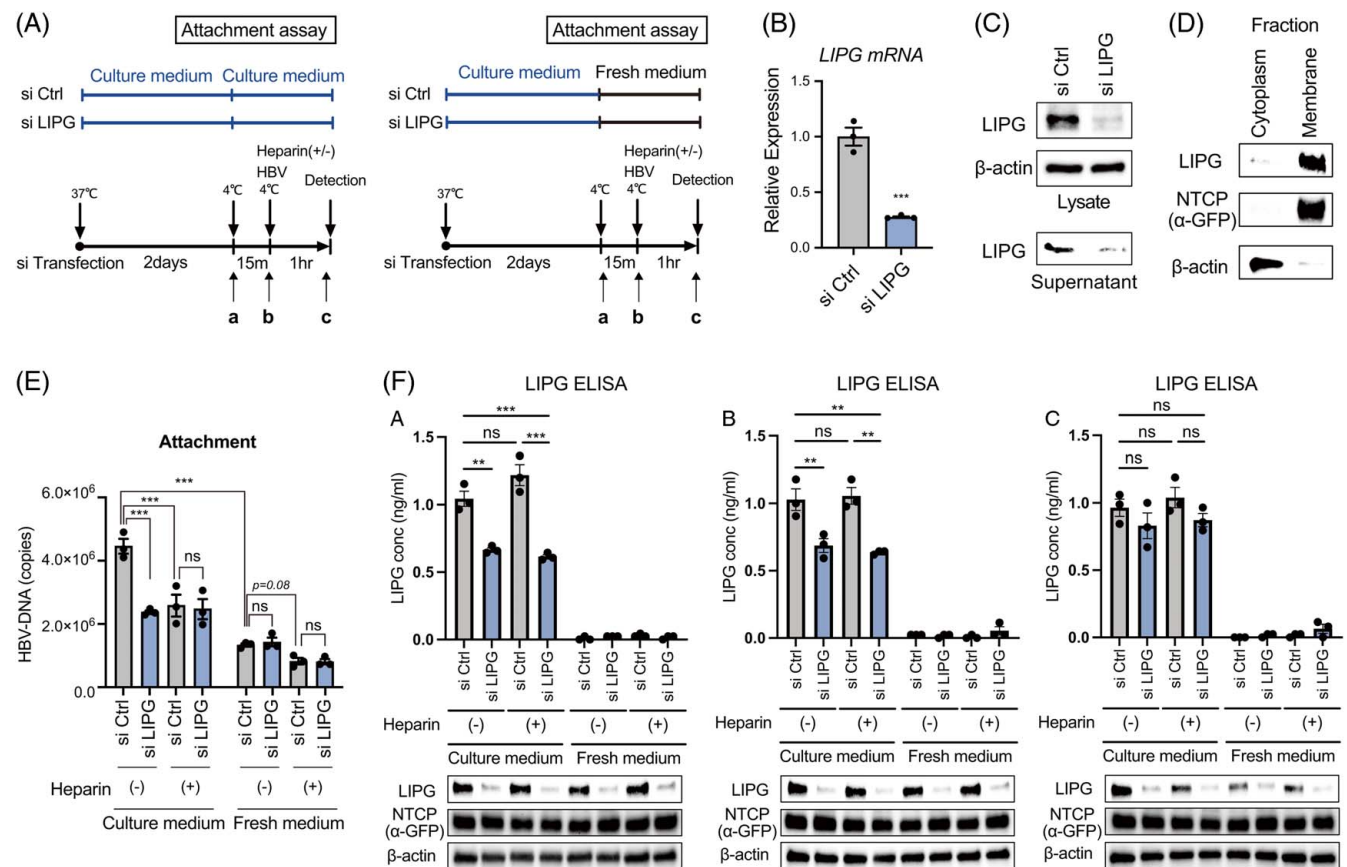 (A)
Attachment assay
Culture medium Culture medium
si Ctrl
si LIPG
Heparin(+/-)
HBV
37℃ 4℃ 4℃ Detection
si Transfection 2days 15m 1hr
a b c
Attachment assay
Culture medium Fresh medium
si Ctrl
si LIPG
Heparin(+/-)
HBV
37℃ 4℃ 4℃ Detection
si Transfection 2days 15m 1hr
a b c
(B)
LIPG mRNA
Relative Expression
1.5
1.0
0.5
0.0
***
si Ctrl
si LIPG
(C)
si Ctrl
si LIPG
LIPG
β-actin
Lysate
LIPG
Supernatant
(D)
Fraction
Cytoplasm
Membrane
LIPG
NTCP
(α-GFP)
β-actin
(E)
Attachment
HBV-DNA (copies)
6.0×10⁶
4.0×10⁶
2.0×10⁶
0.0
***
***
***
ns
p=0.08
ns
ns
si Ctrl
si LIPG
si Ctrl
si LIPG
si Ctrl
si LIPG
si Ctrl
si LIPG
Heparin (-) (+) (-) (+)
Culture medium Fresh medium
(F)
LIPG ELISA
A
LIPG conc (ng/ml)
1.5
1.0
0.5
0.0
***
ns ***
**
si Ctrl
si LIPG
si Ctrl
si LIPG
si Ctrl
si LIPG
si Ctrl
si LIPG
Heparin (-) (+) (-) (+)
Culture medium Fresh medium
LIPG
NTCP
(α-GFP)
β-actin
LIPG ELISA
B
LIPG conc (ng/ml)
1.5
1.0
0.5
0.0
**
ns **
**
si Ctrl
si LIPG
si Ctrl
si LIPG
si Ctrl
si LIPG
si Ctrl
si LIPG
Heparin (-) (+) (-) (+)
Culture medium Fresh medium
LIPG
NTCP
(α-GFP)
β-actin
LIPG ELISA
C
LIPG conc (ng/ml)
1.5
1.0
0.5
0.0
ns
ns ns
ns
si Ctrl
si LIPG
si Ctrl
si LIPG
si Ctrl
si LIPG
si Ctrl
si LIPG
Heparin (-) (+) (-) (+)
Culture medium Fresh medium
LIPG
NTCP
(α-GFP)
β-actin